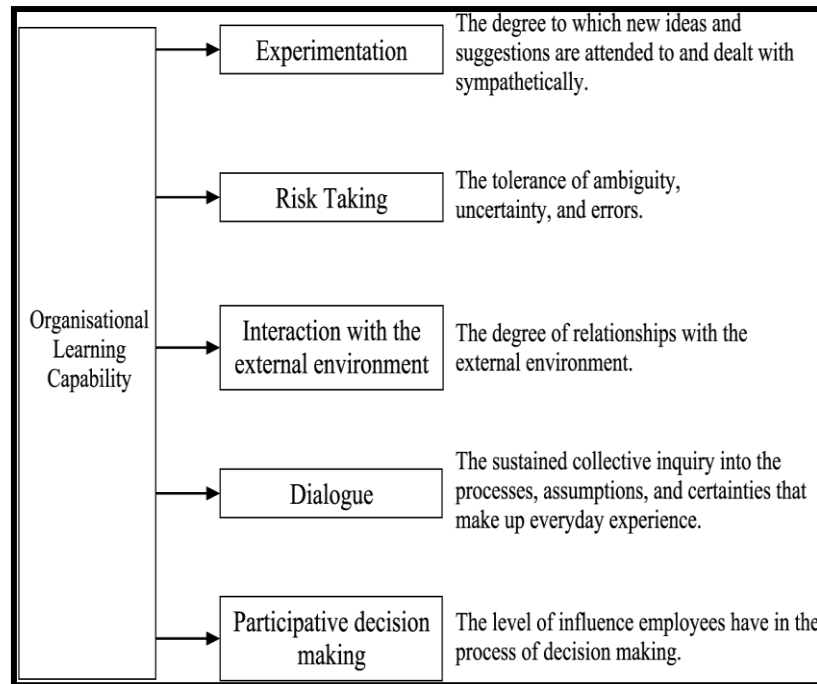 Organisational
Learning
Capability
Experimentation
The degree to which new ideas and
suggestions are attended to and dealt with
sympathetically.
Risk Taking
The tolerance of ambiguity,
uncertainty, and errors.
Interaction with the
external environment
The degree of relationships with the
external environment.
Dialogue
The sustained collective inquiry into the
processes, assumptions, and certainties that
make up everyday experience.
Participative decision
making
The level of influence employees have in the
process of decision making.